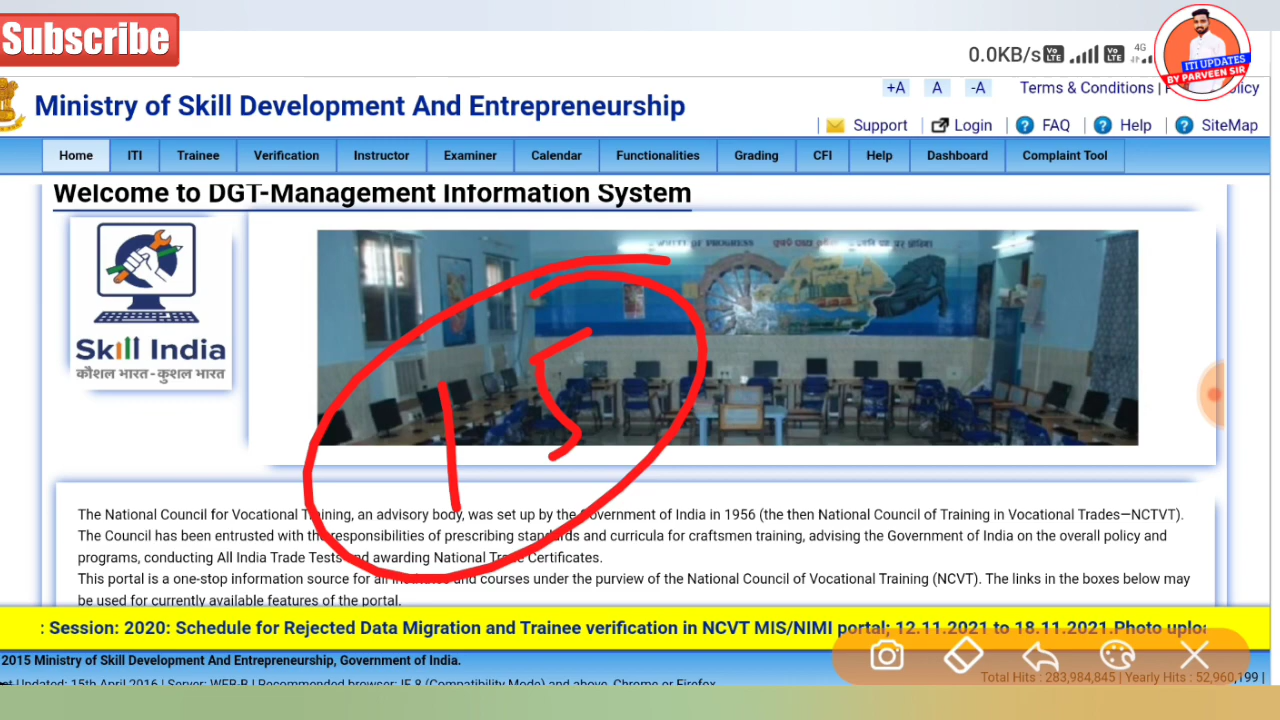 Subscribe
0.0KB/s Vo LTE Vo LTE 4G
ITI UPDATES
BY PARVEEN SIR
+A A -A Terms & Conditions |
Ministry of Skill Development And Entrepreneurship
| Support | Login | FAQ | Help | SiteMap
Home ITI Trainee Verification Instructor Examiner Calendar Functionalities Grading CFI Help Dashboard Complaint Tool
Welcome to DGT-Management Information System
OF PROGRESS
Skill India
कौशल भारत-कुशल भारत
15
The National Council for Vocational Training, an advisory body, was set up by the Government of India in 1956 (the then National Council of Training in Vocational Trades—NCTVT).
The Council has been entrusted with the responsibilities of prescribing standards and curricula for craftsmen training, advising the Government of India on the overall policy and
programs, conducting All India Trade Tests and awarding National Trade Certificates.
This portal is a one-stop information source for all institutes and courses under the purview of the National Council of Vocational Training (NCVT). The links in the boxes below may
be used for currently available features of the portal.
: Session: 2020: Schedule for Rejected Data Migration and Trainee verification in NCVT MIS/NIMI portal; 12.11.2021 to 18.11.2021.Photo uplo
2015 Ministry of Skill Development And Entrepreneurship, Government of India.
Updated: 15th April 2016 | Server: WEB-B | Recommended browser: IE 8 (Compatibility Mode) and above, Chrome or Firefox
Total Hits : 283,984,845 | Yearly Hits : 52,960,199 |